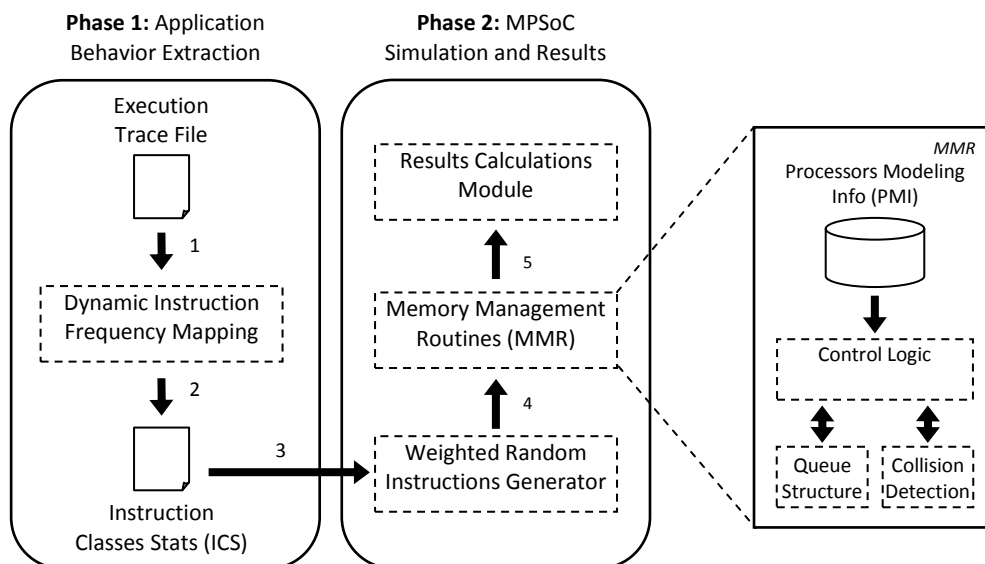 Phase 1: Application
Behavior Extraction
Execution
Trace File
1
Dynamic Instruction
Frequency Mapping
2
Instruction
Classes Stats (ICS)
3
Phase 2: MPSoC
Simulation and Results
Results Calculations
Module
5
Memory Management
Routines (MMR)
4
Weighted Random
Instructions Generator
MMR
Processors Modeling
Info (PMI)
Control Logic
Queue
Structure
Collision
Detection